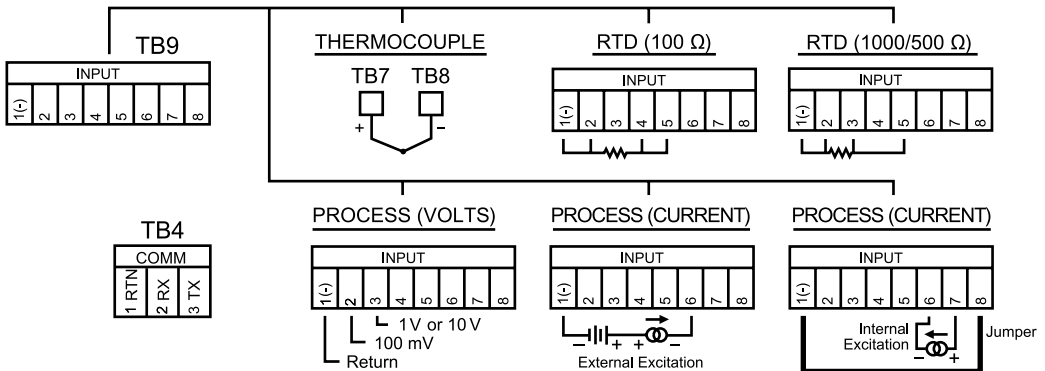 TB9
INPUT
1(-) 2 3 4 5 6 7 8
THERMOCOUPLE
TB7 TB8
+ −
RTD (100 Ω)
INPUT
1(-) 2 3 4 5 6 7 8
RTD (1000/500 Ω)
INPUT
1(-) 2 3 4 5 6 7 8
TB4
COMM
1 RTN
2 RX
3 TX
PROCESS (VOLTS)
INPUT
1(-) 2 3 4 5 6 7 8
1 V or 10 V
100 mV
Return
PROCESS (CURRENT)
INPUT
1(-) 2 3 4 5 6 7 8
− + + −
External Excitation
PROCESS (CURRENT)
INPUT
1(-) 2 3 4 5 6 7 8
Internal
Excitation
− +
Jumper